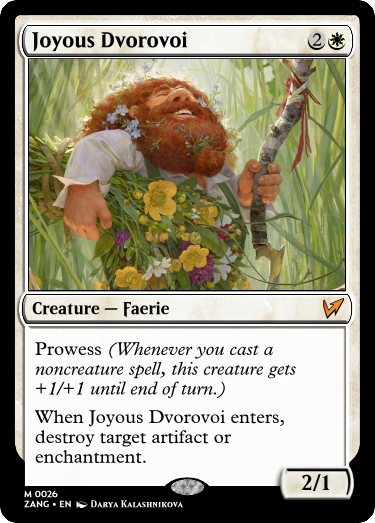 Joyous Dvorovoi 2
Creature — Faerie
Prowess (Whenever you cast a
noncreature spell, this creature gets
+1/+1 until end of turn.)
When Joyous Dvorovoi enters,
destroy target artifact or
enchantment.
2/1
M 0026
ZANG • EN Darya Kalashnikova